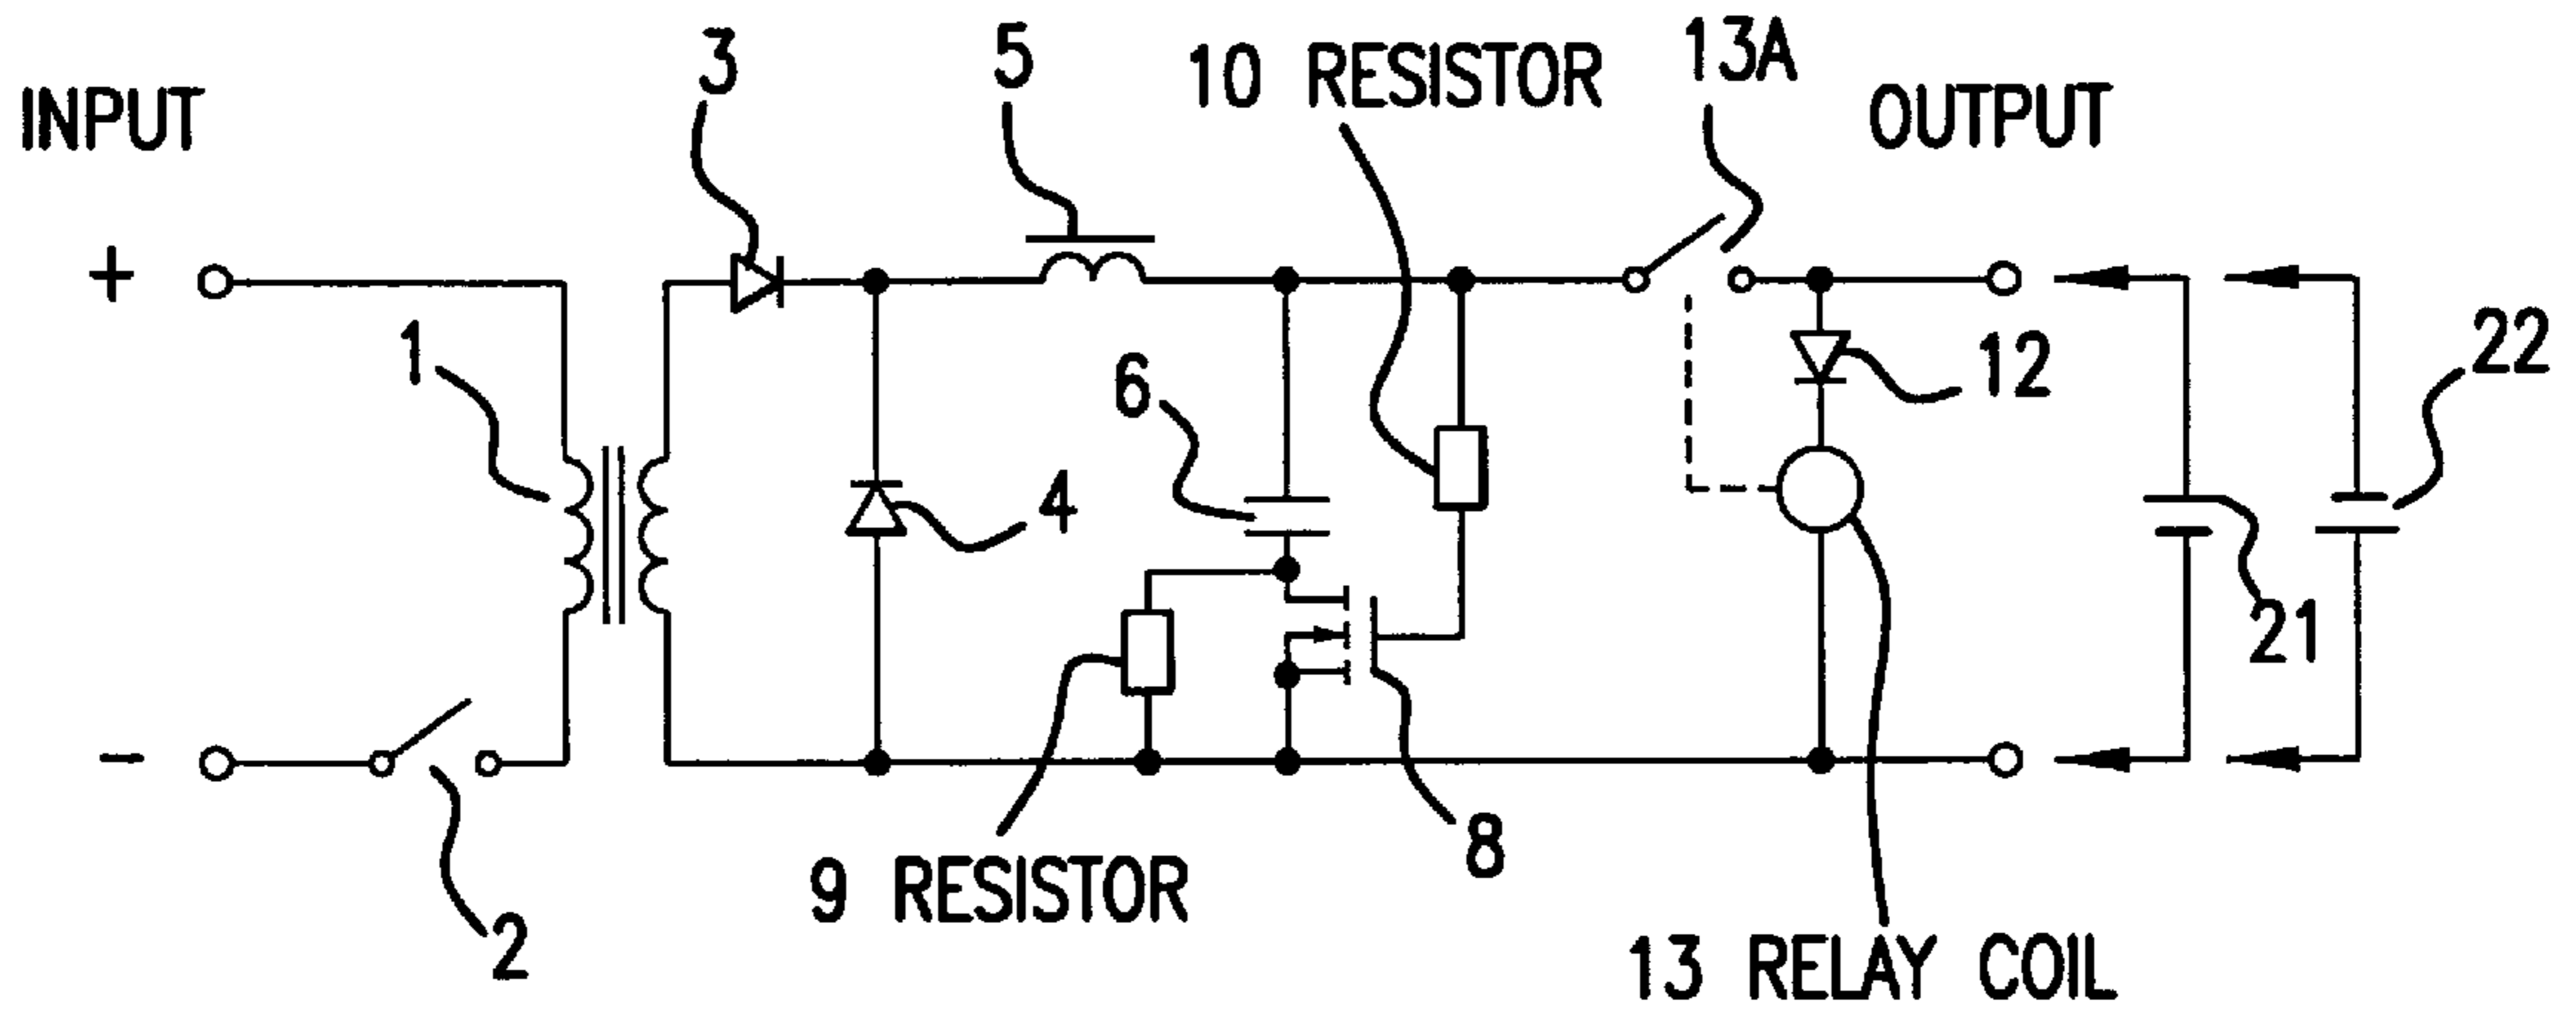 INPUT
3
5
10 RESISTOR
13A
OUTPUT
+
1
6
12
22
4
21
-
2
9 RESISTOR
8
13 RELAY COIL